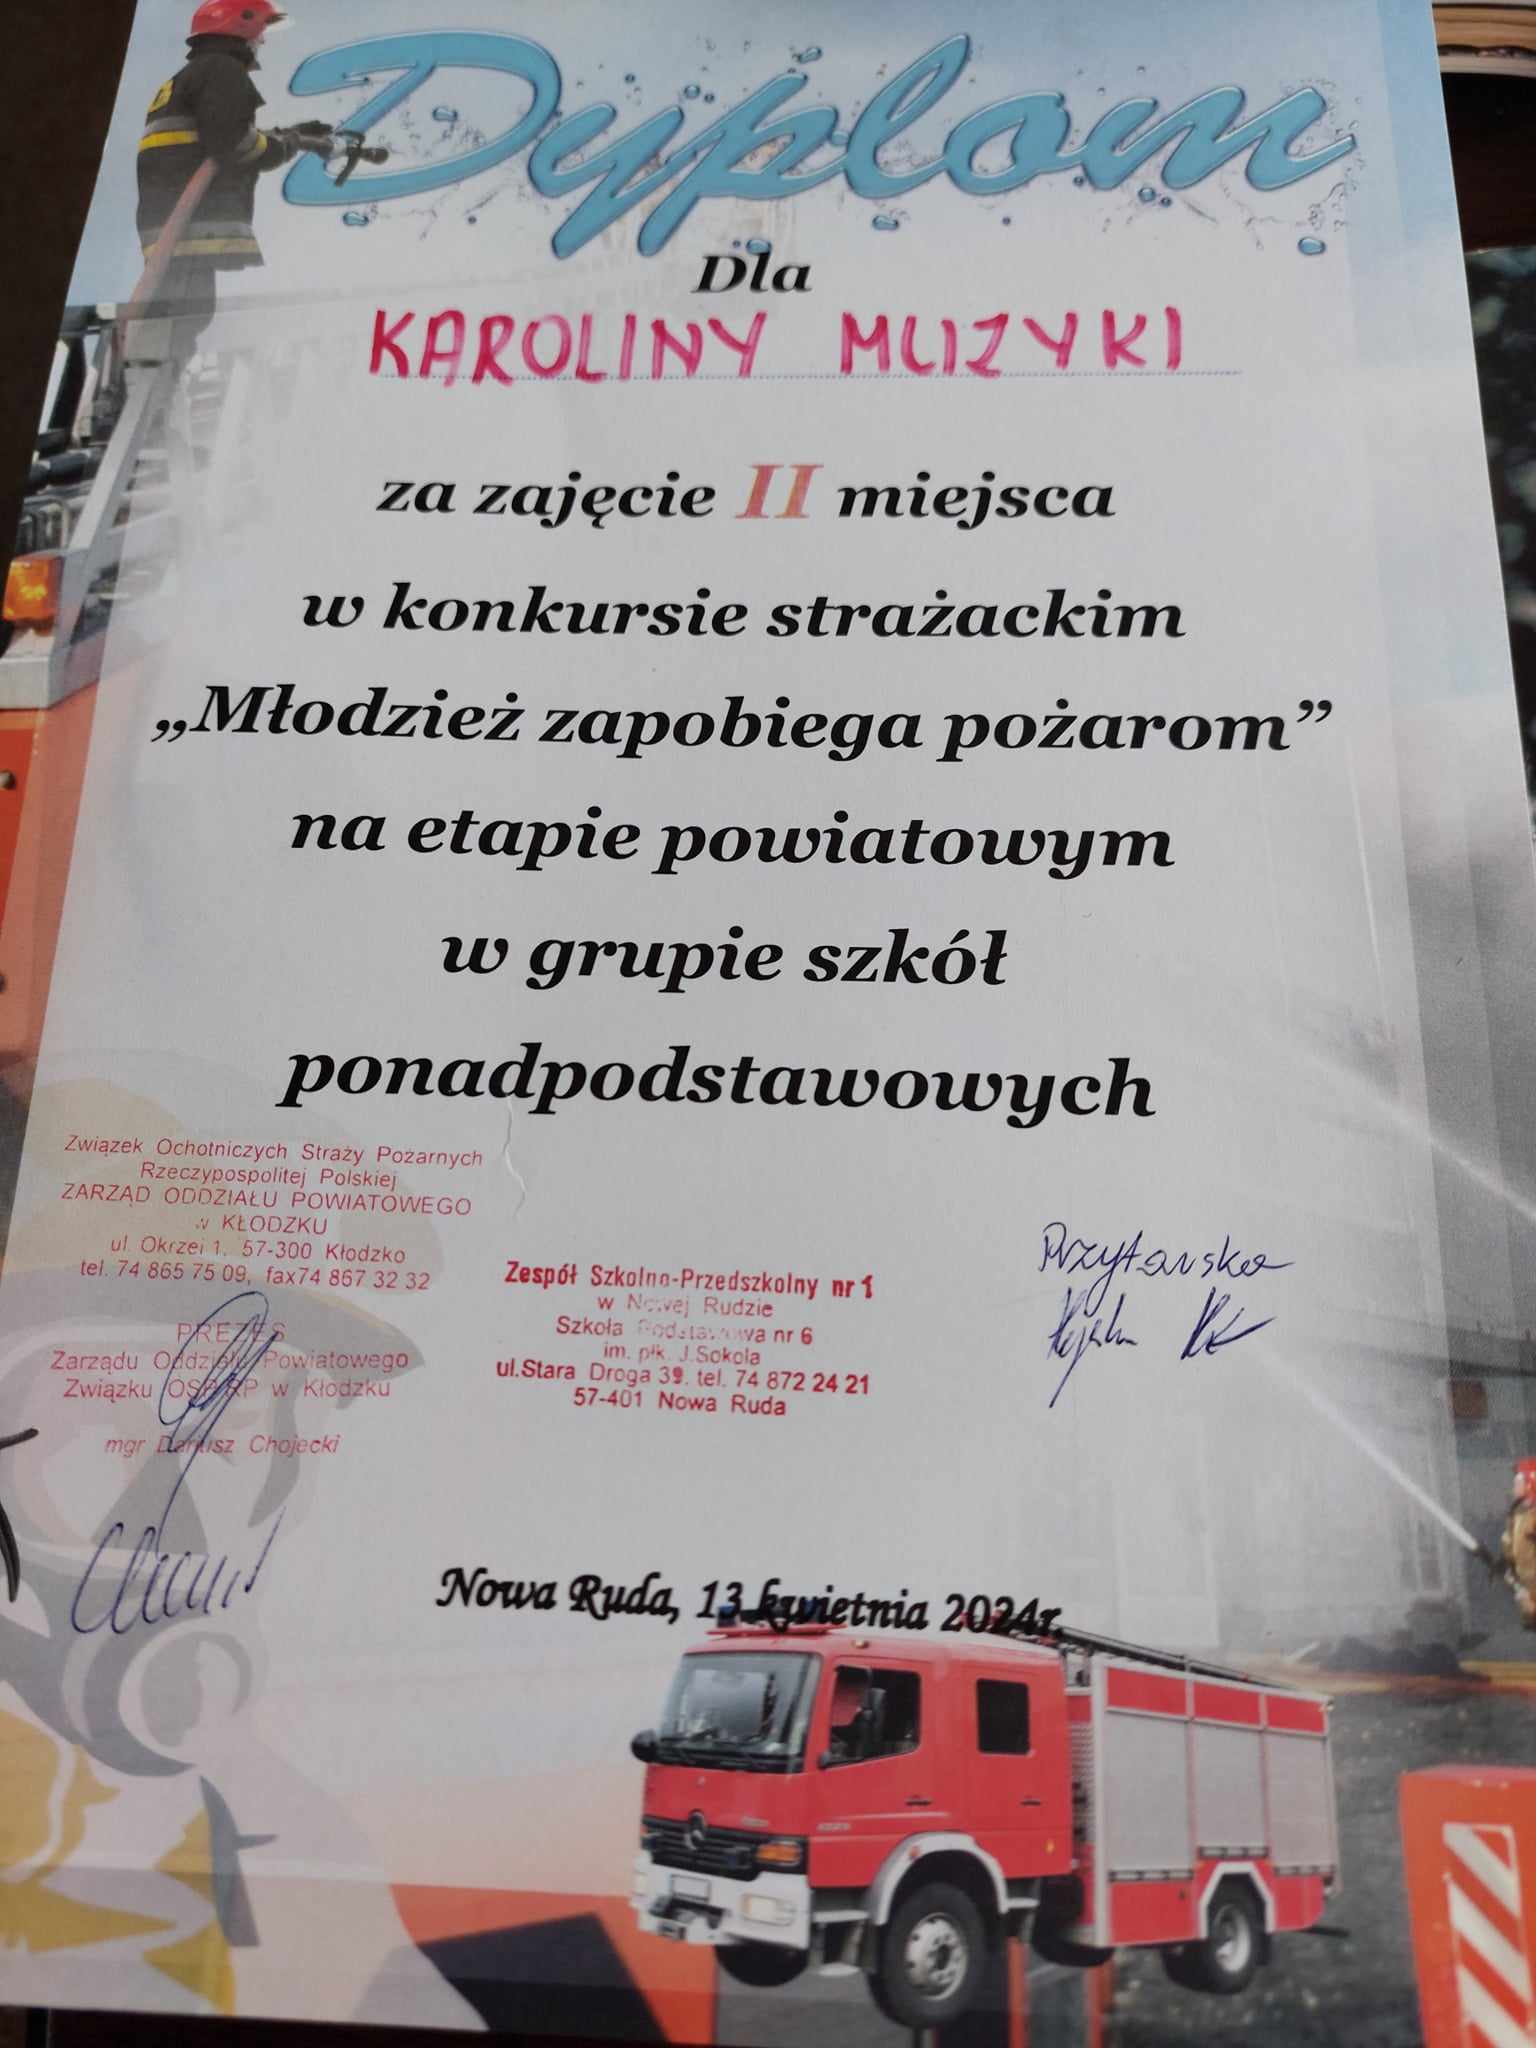 Dyplom
Dla
KAROLINY MUZYKI
za zajęcie II miejsca
w konkursie strażackim
„Młodzież zapobiega pożarom”
na etapie powiatowym
w grupie szkół
ponadpodstawowych
Związek Ochotniczych Straży Pożarnych
Rzeczypospolitej Polskiej
ZARZĄD ODDZIAŁU POWIATOWEGO
w KŁODZKU
ul. Okrzei 1, 57-300 Kłodzko
tel. 74 865 75 09, fax74 867 32 32
PREZES
Zarządu Oddziału Powiatowego
Związku OSP RP w Kłodzku
mgr Dariusz Chojecki
Zespół Szkolno-Przedszkolny nr 1
w Nowej Rudzie
Szkoła Podstawowa nr 6
im. płk. J.Sokola
ul.Stara Droga 39. tel. 74 872 24 21
57-401 Nowa Ruda
Nowa Ruda, 13 kwietnia 2024r.